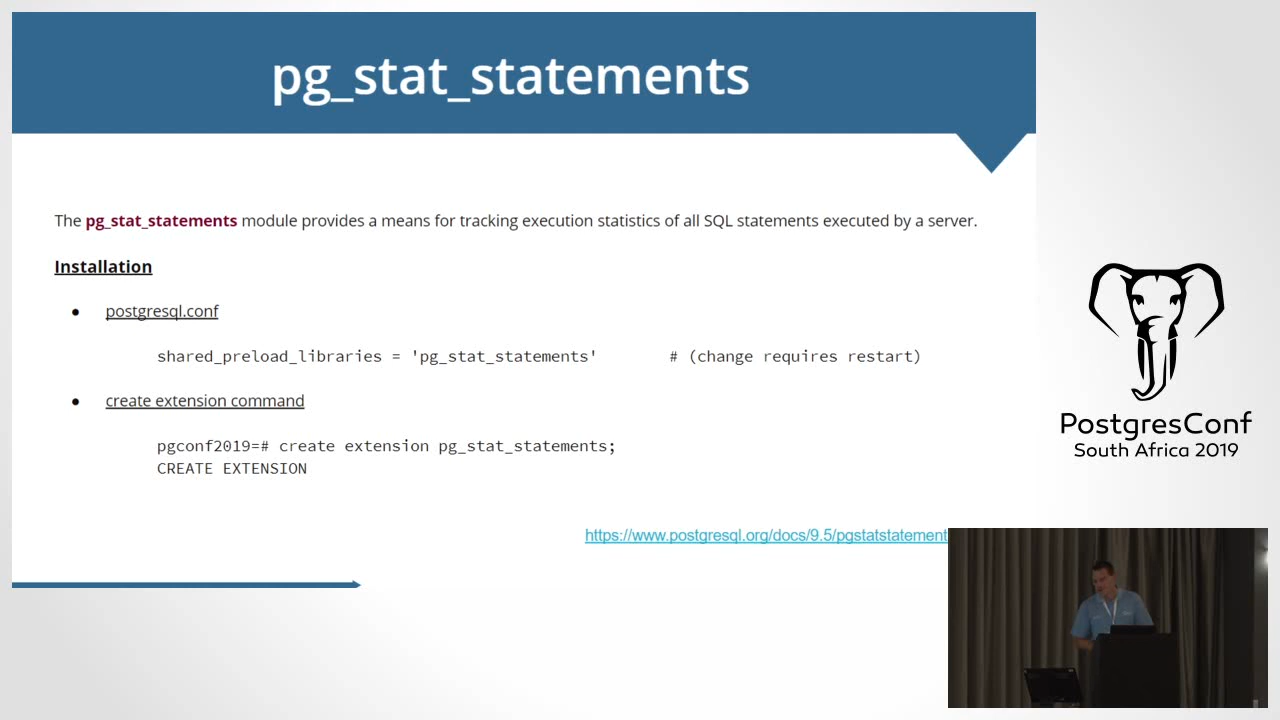 pg_stat_statements
The pg_stat_statements module provides a means for tracking execution statistics of all SQL statements executed by a server.
Installation
● postgresql.conf
shared_preload_libraries = 'pg_stat_statements' # (change requires restart)
● create extension command
pgconf2019=# create extension pg_stat_statements;
CREATE EXTENSION
https://www.postgresql.org/docs/9.5/pgstatstatement
PostgresConf
South Africa 2019